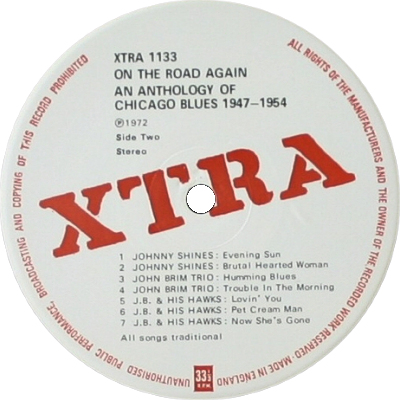 XTRA 1133
ON THE ROAD AGAIN
AN ANTHOLOGY OF
CHICAGO BLUES 1947—1954
Ⓟ1972
Side Two
Stereo
XTRA
1 JOHNNY SHINES: Evening Sun
2 JOHNNY SHINES: Brutal Hearted Woman
3 JOHN BRIM TRIO: Humming Blues
4 JOHN BRIM TRIO: Trouble In The Morning
5 J.B. & HIS HAWKS: Lovin' You
6 J.B. & HIS HAWKS: Pet Cream Man
7 J.B. & HIS HAWKS: Now She's Gone
All songs traditional
33⅓
R.P.M.
ALL RIGHTS OF THE MANUFACTURERS AND THE OWNER OF THE RECORDED WORK RESERVED-MADE IN ENGLAND
UNAUTHORISED PUBLIC PERFORMANCE, BROADCASTING AND COPYING OF THIS RECORD PROHIBITED